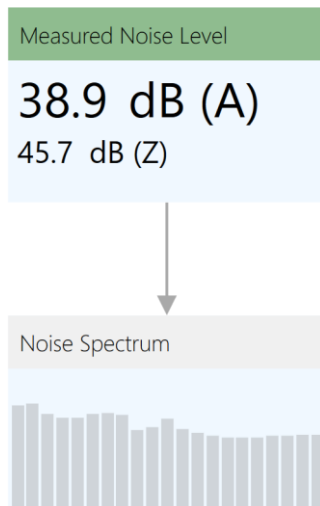 Measured Noise Level
38.9 dB (A)
45.7 dB (Z)
Noise Spectrum